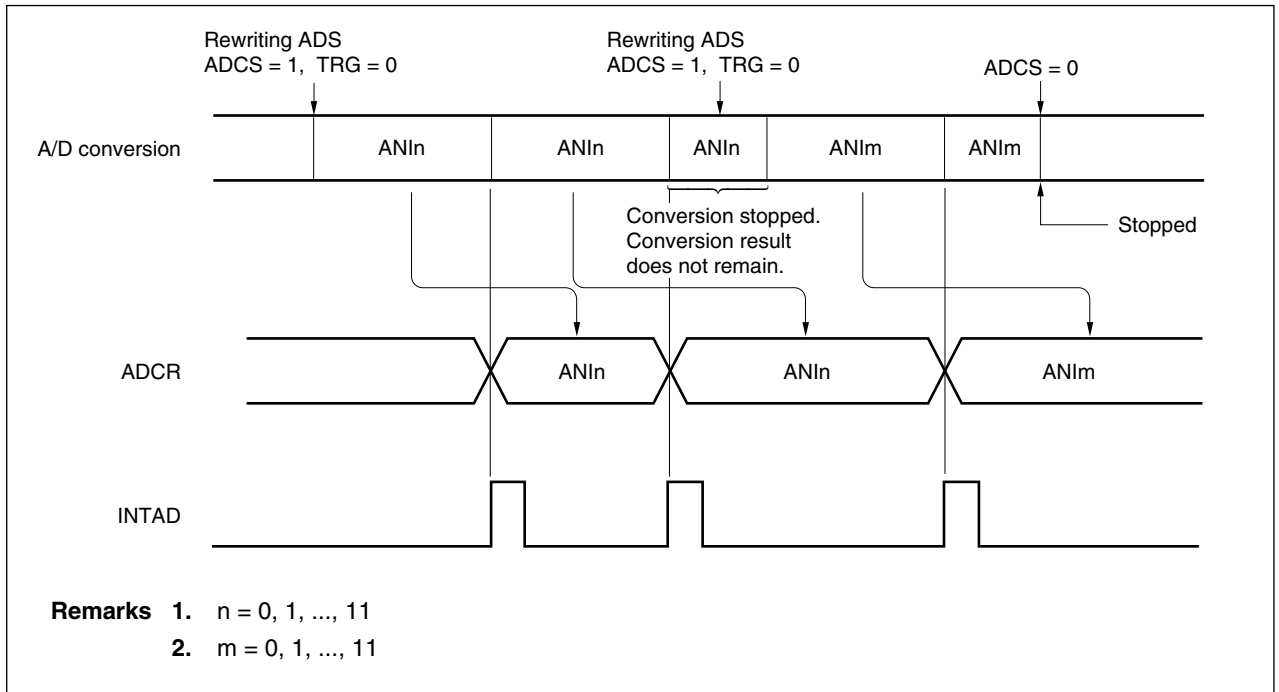 Rewriting ADS
ADCS = 1, TRG = 0
Rewriting ADS
ADCS = 1, TRG = 0
ADCS = 0
A/D conversion
ANIn
ANIn
ANIn
ANIm
ANIm
Conversion stopped.
Conversion result
does not remain.
Stopped
ADCR
ANIn
ANIn
ANIm
INTAD
Remarks 1. n = 0, 1, ..., 11
2. m = 0, 1, ..., 11